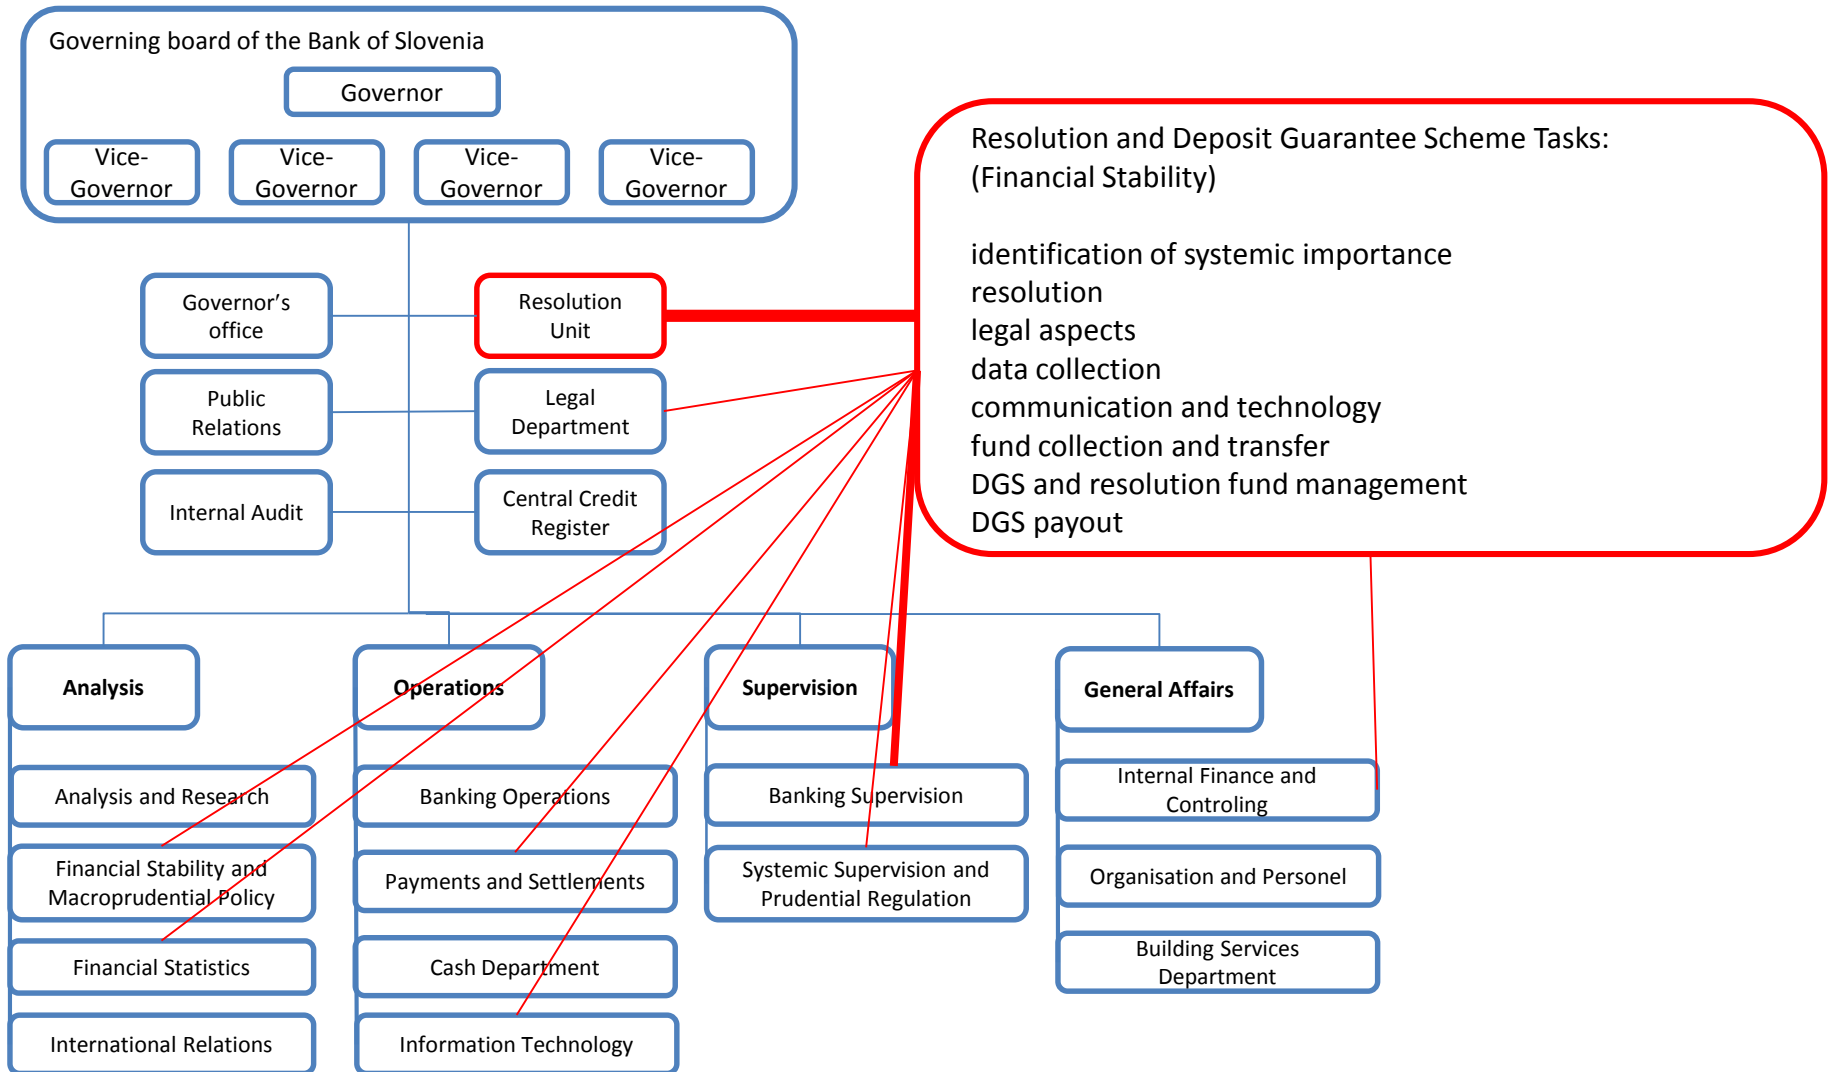 Governing board of the Bank of Slovenia
Governor
Vice-
Governor
Vice-
Governor
Vice-
Governor
Vice-
Governor
Resolution and Deposit Guarantee Scheme Tasks:
(Financial Stability)
identification of systemic importance
resolution
legal aspects
data collection
communication and technology
fund collection and transfer
DGS and resolution fund management
DGS payout
Governor's
office
Resolution
Unit
Public
Relations
Legal
Department
Internal Audit
Central Credit
Register
Analysis
Analysis and Research
Financial Stability and
Macroprudential Policy
Financial Statistics
International Relations
Operations
Banking Operations
Payments and Settlements
Cash Department
Information Technology
Supervision
Banking Supervision
Systemic Supervision and
Prudential Regulation
General Affairs
Internal Finance and
Controling
Organisation and Personel
Building Services
Department